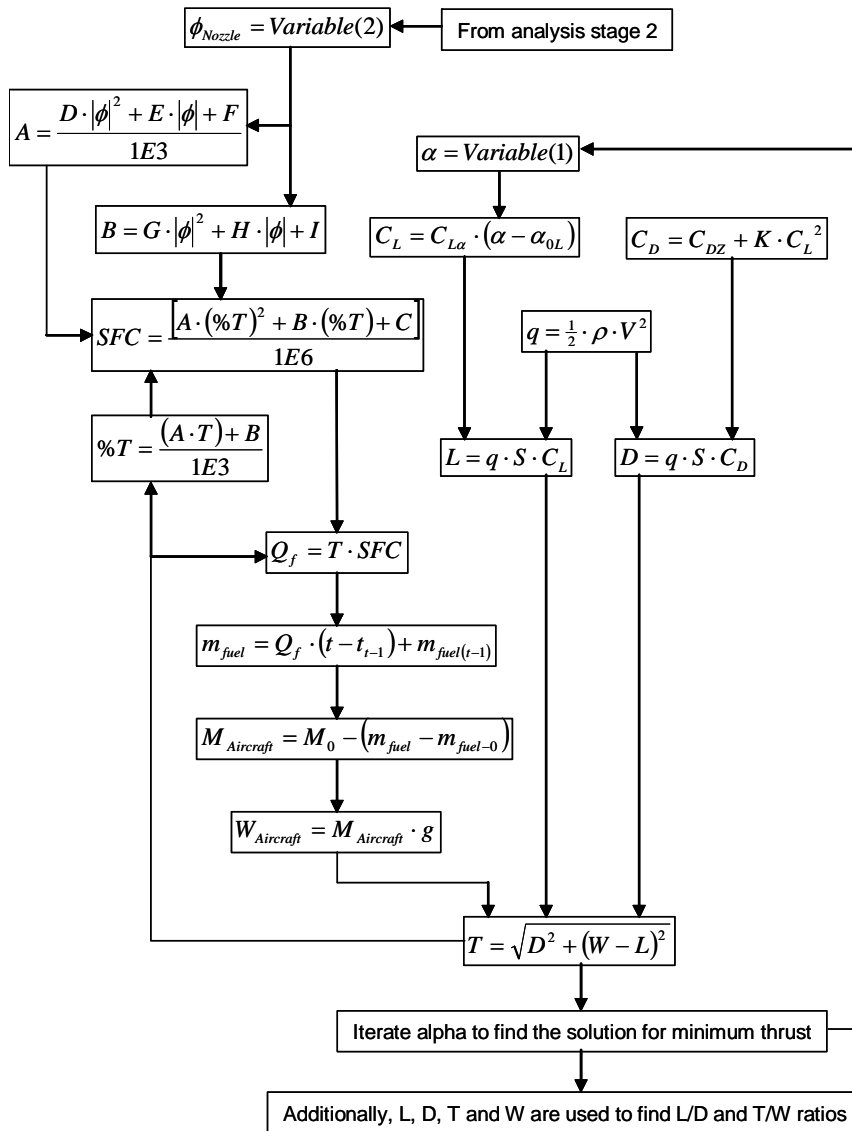 ϕ_Nozzle = Variable(2)
From analysis stage 2
A = (D·|ϕ|² + E·|ϕ| + F) / 1E3
α = Variable(1)
B = G·|ϕ|² + H·|ϕ| + I
C_L = C_Lα·(α − α_0L)
C_D = C_DZ + K·C_L²
SFC = [A·(%T)² + B·(%T) + C] / 1E6
q = ½·ρ·V²
%T = ((A·T) + B) / 1E3
L = q·S·C_L
D = q·S·C_D
Q_f = T·SFC
m_fuel = Q_f·(t − t_t−1) + m_fuel(t−1)
M_Aircraft = M_0 − (m_fuel − m_fuel−0)
W_Aircraft = M_Aircraft·g
T = √(D² + (W − L)²)
Iterate alpha to find the solution for minimum thrust
Additionally, L, D, T and W are used to find L/D and T/W ratios